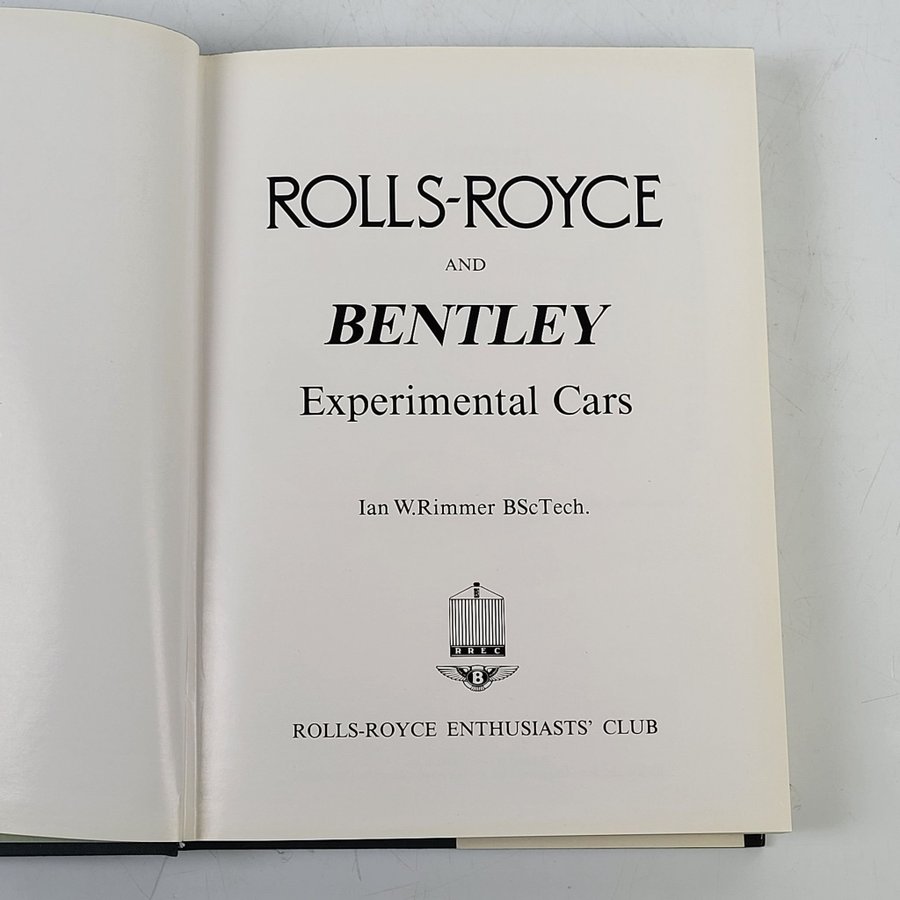 ROLLS-ROYCE
AND
BENTLEY
Experimental Cars
Ian W.Rimmer BScTech.
RREC
B
ROLLS-ROYCE ENTHUSIASTS' CLUB